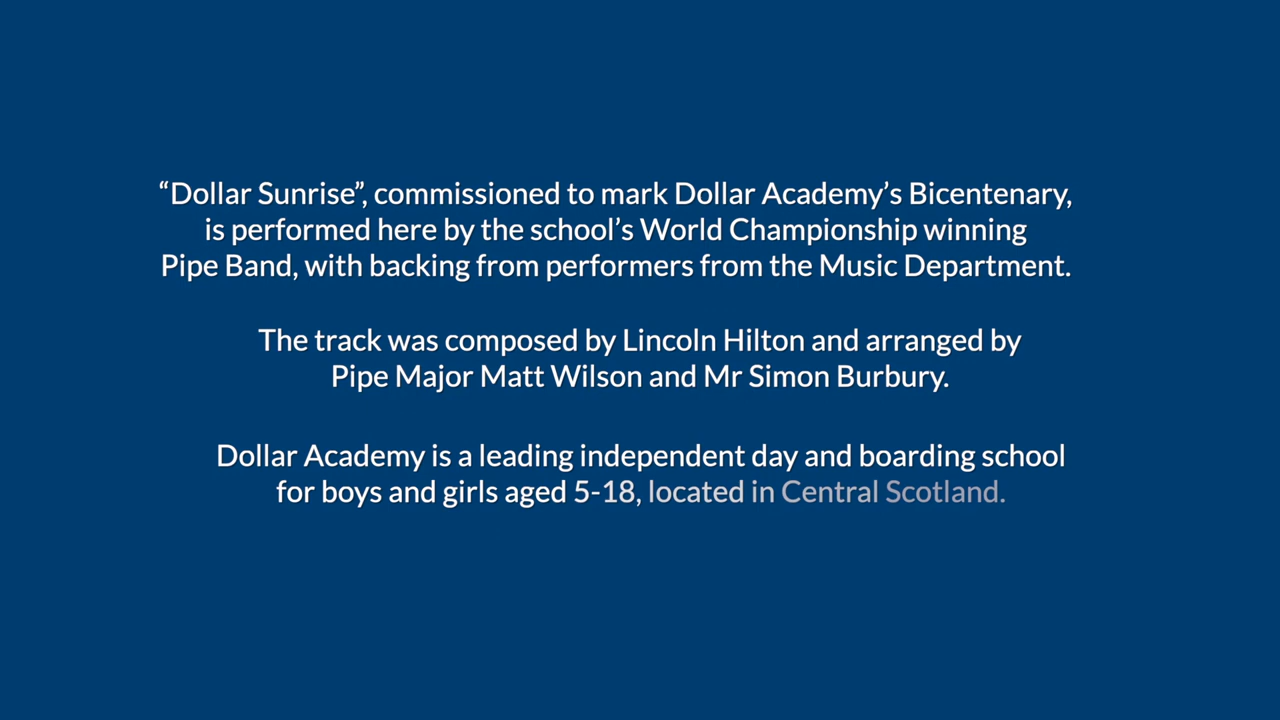 “Dollar Sunrise”, commissioned to mark Dollar Academy’s Bicentenary,
is performed here by the school’s World Championship winning
Pipe Band, with backing from performers from the Music Department.
The track was composed by Lincoln Hilton and arranged by
Pipe Major Matt Wilson and Mr Simon Burbury.
Dollar Academy is a leading independent day and boarding school
for boys and girls aged 5-18, located in Central Scotland.